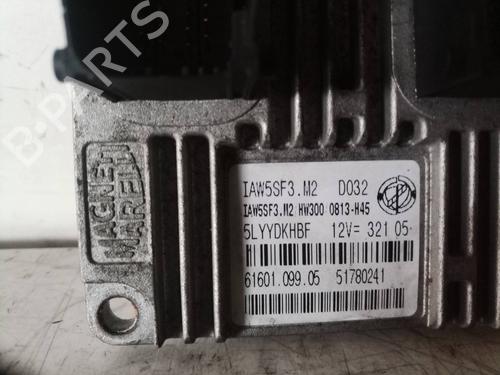 B-PARTS
MAGNETI
MARELLI
IAW5SF3.M2 D032
IAW5SF3.M2 HW300 0813-H45
5LYYDKHBF 12V= 321 05
61601.099.05 51780241